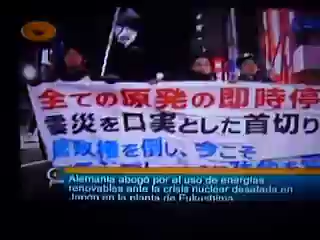 全ての原発の即時停
震災を口実とした首切り
を倒し、今こそ
Alemania abogó por el uso de energías
renovables ante la crisis nuclear desatada en
Japón en la planta de Fukushima